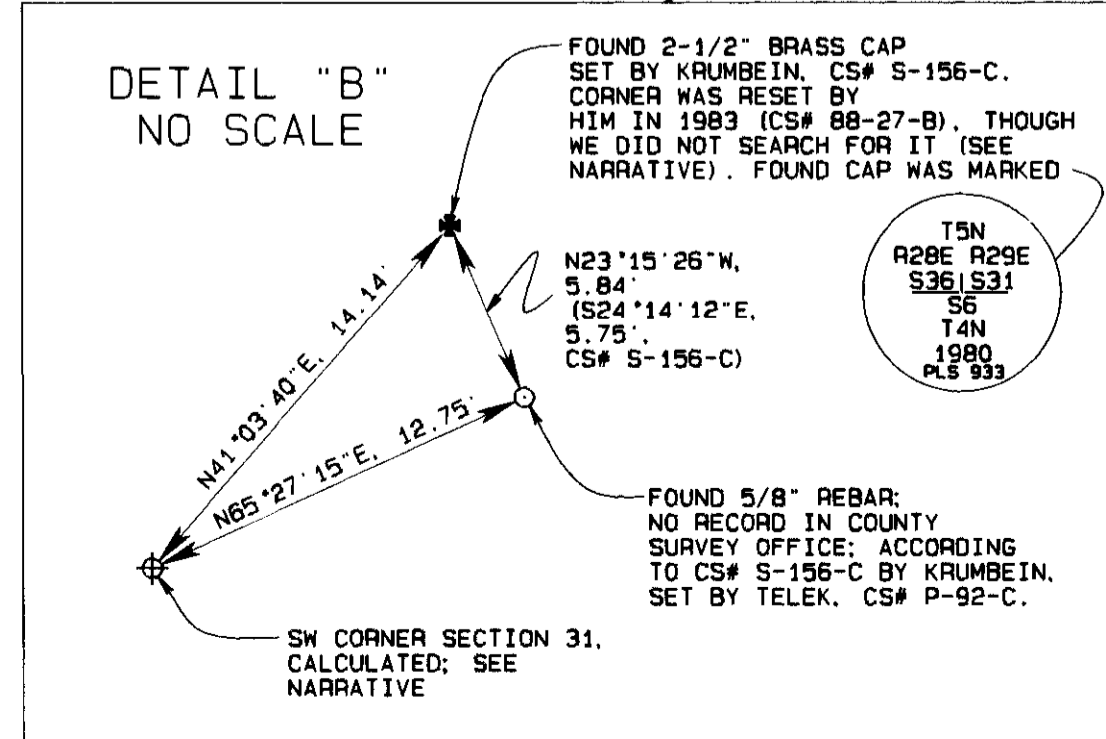 DETAIL "B"
NO SCALE
FOUND 2-1/2" BRASS CAP
SET BY KRUMBEIN, CS# S-156-C.
CORNER WAS RESET BY
HIM IN 1983 (CS# 88-27-B), THOUGH
WE DID NOT SEARCH FOR IT (SEE
NARRATIVE). FOUND CAP WAS MARKED
T5N
R28E R29E
S36|S31
S6
T4N
1980
PLS 933
N23°15'26"W,
5.84'
(S24°14'12"E,
5.75',
CS# S-156-C)
N41°03'40"E, 14.14'
N65°27'15"E, 12.75'
FOUND 5/8" REBAR;
NO RECORD IN COUNTY
SURVEY OFFICE; ACCORDING
TO CS# S-156-C BY KRUMBEIN,
SET BY TELEK, CS# P-92-C.
SW CORNER SECTION 31,
CALCULATED; SEE
NARRATIVE